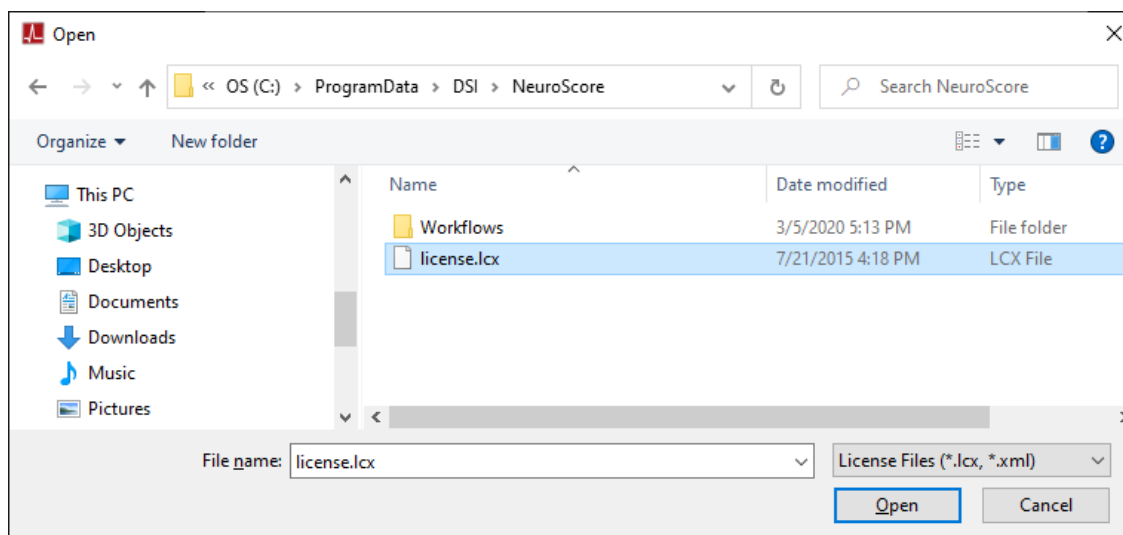 Open
« OS (C:) > ProgramData > DSI > NeuroScore
Search NeuroScore
Organize
New folder
This PC
3D Objects
Desktop
Documents
Downloads
Music
Pictures
Name
Date modified
Type
Workflows
3/5/2020 5:13 PM
File folder
license.lcx
7/21/2015 4:18 PM
LCX File
File name:
license.lcx
License Files (*.lcx, *.xml)
Open
Cancel